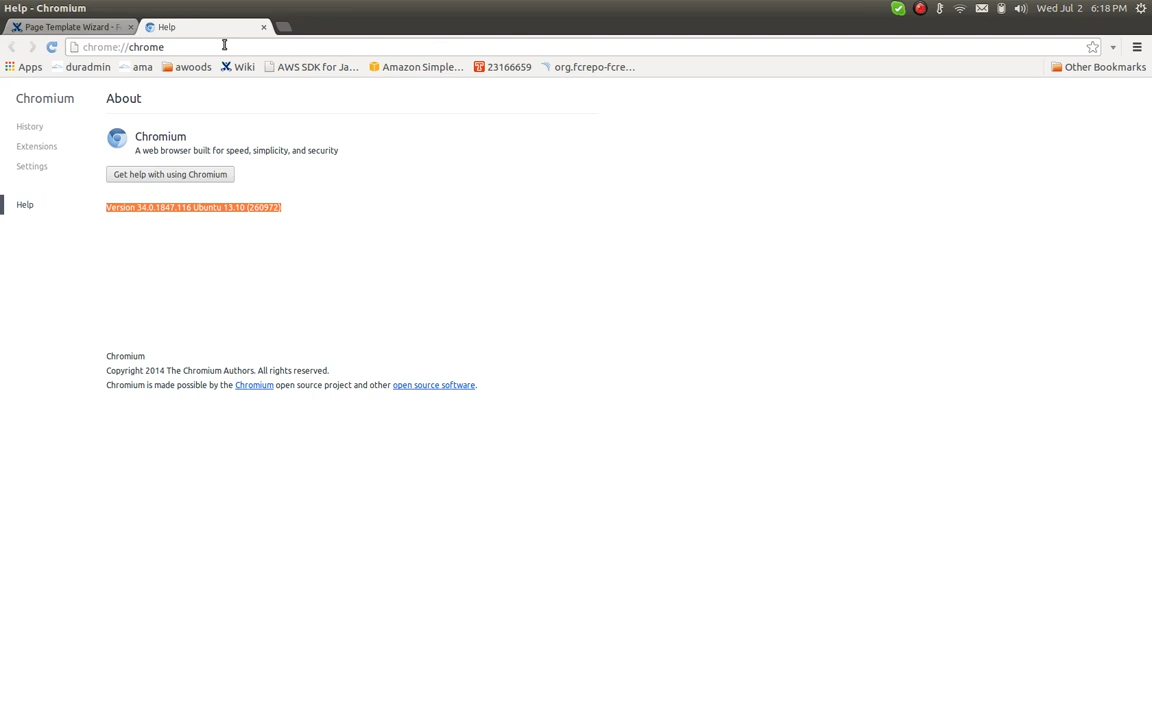 Help - Chromium
Wed Jul 2 6:18 PM
Page Template Wizard - F
Help
chrome://chrome
Apps duradmin ama awoods Wiki AWS SDK for Ja... Amazon Simple... 23166659 org.fcrepo-fcre... Other Bookmarks
Chromium
History
Extensions
Settings
Help
About
Chromium
A web browser built for speed, simplicity, and security
Get help with using Chromium
Version 34.0.1847.116 Ubuntu 13.10 (260972)
Chromium
Copyright 2014 The Chromium Authors. All rights reserved.
Chromium is made possible by the Chromium open source project and other open source software.